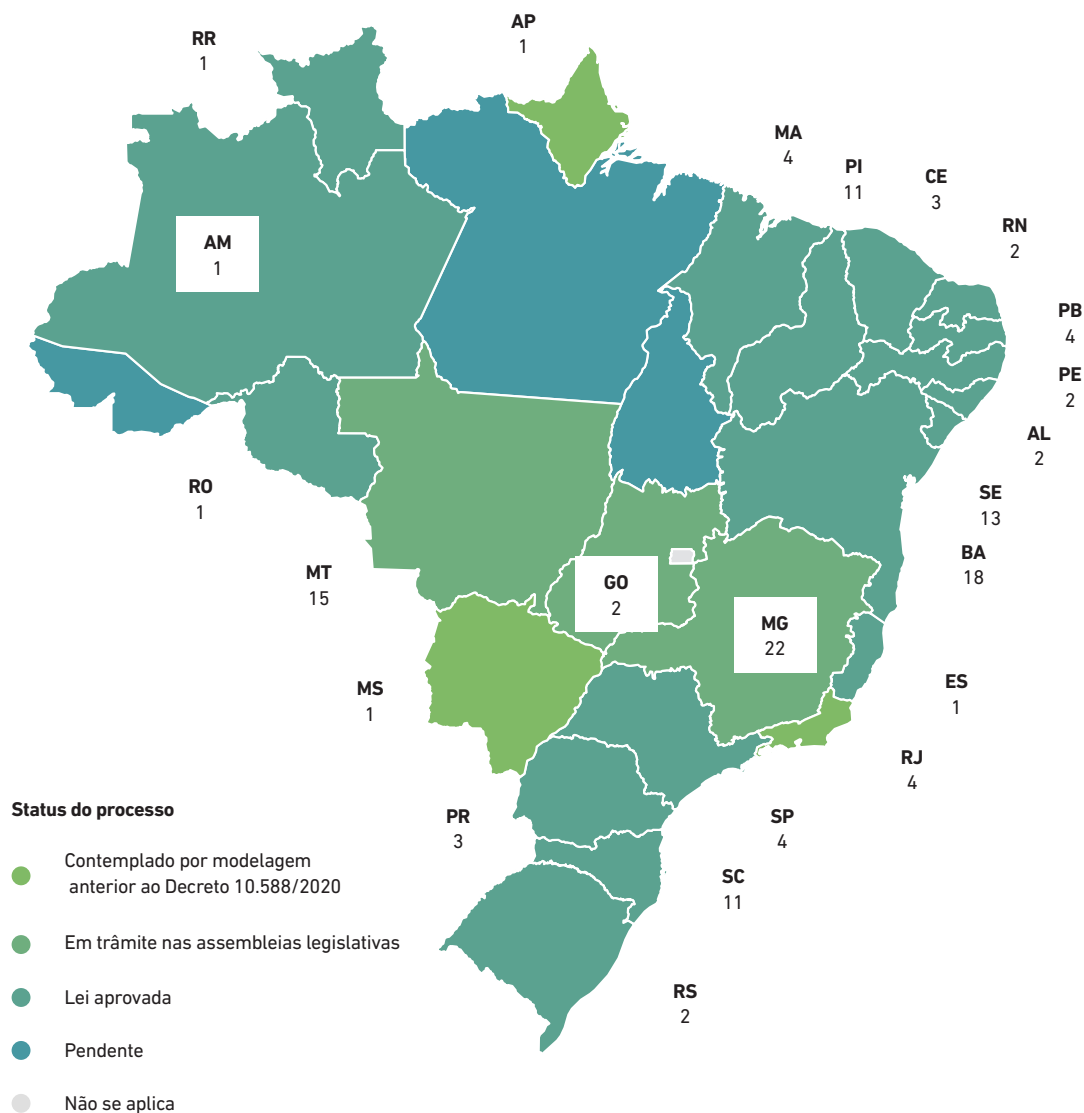 AP
1
RR
1
MA
4
PI
11
CE
3
RN
2
AM
1
PB
4
PE
2
AL
2
RO
1
SE
13
BA
18
MT
15
GO
2
MG
22
MS
1
ES
1
RJ
4
PR
3
SP
4
SC
11
RS
2
Status do processo
Contemplado por modelagem
anterior ao Decreto 10.588/2020
Em trâmite nas assembleias legislativas
Lei aprovada
Pendente
Não se aplica